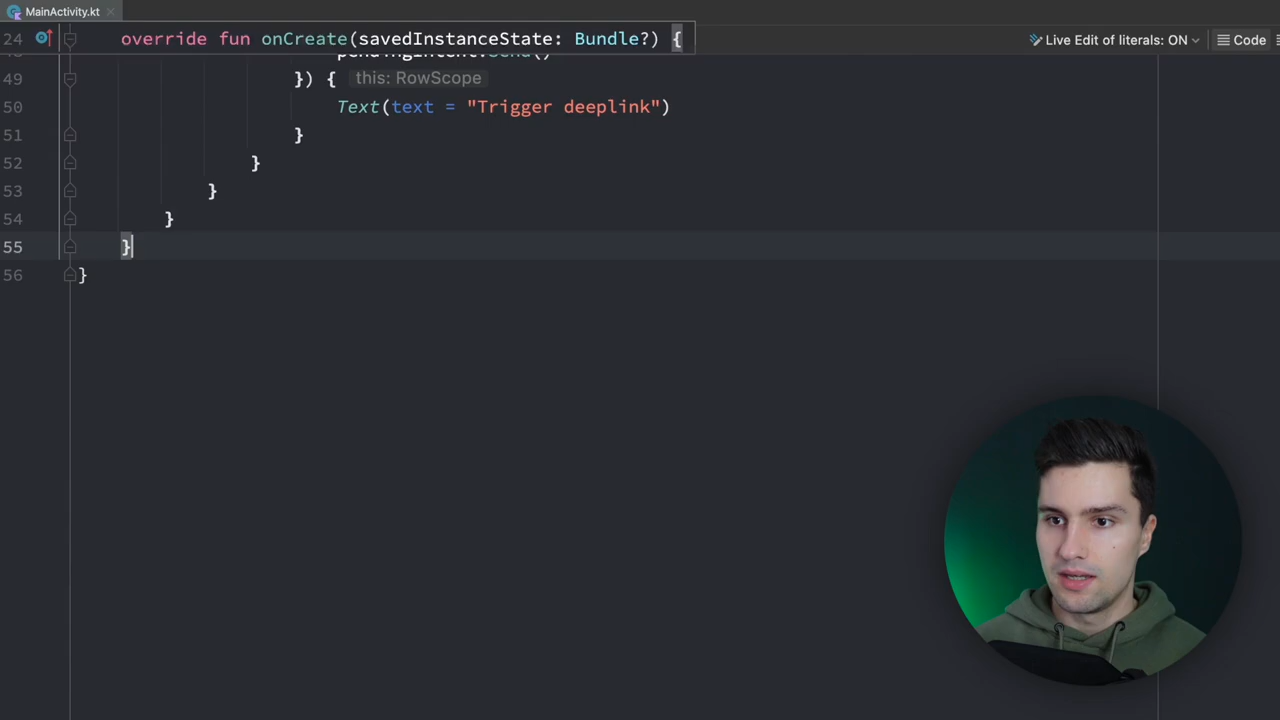 MainActivity.kt
24 override fun onCreate(savedInstanceState: Bundle?) {
Live Edit of literals: ON
Code
49 }) { this: RowScope
50 Text(text = "Trigger deeplink")
51 }
52 }
53 }
54 }
55 }
56 }